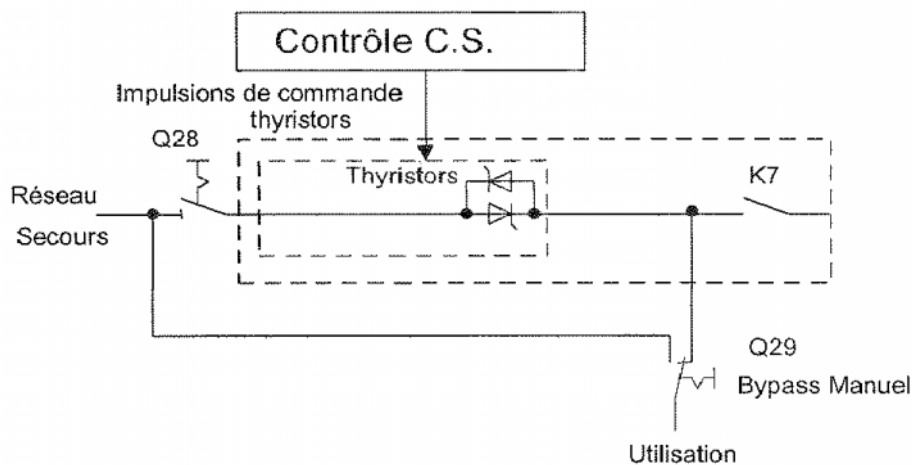 Contrôle C.S.
Impulsions de commande
thyristors
Q28
Thyristors
K7
Réseau
Secours
Q29
Bypass Manuel
Utilisation